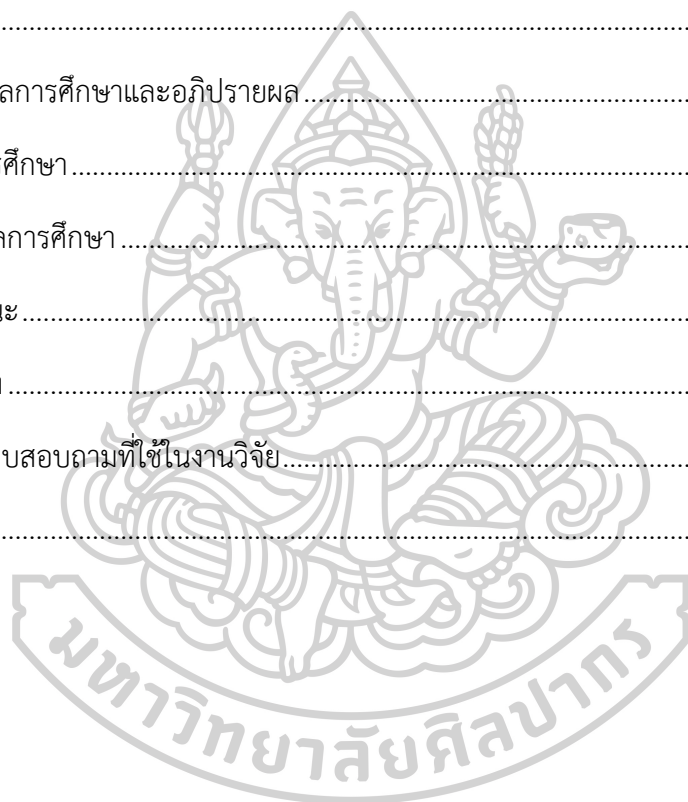 ................................................................
ลการศึกษาและอภิปรายผล................................................................
รศึกษา................................................................
ลการศึกษา................................................................
นะ................................................................
................................................................
บสอบถามที่ใช้ในงานวิจัย................................................................
................................................................
มหาวิทยาลัยศิลปากร